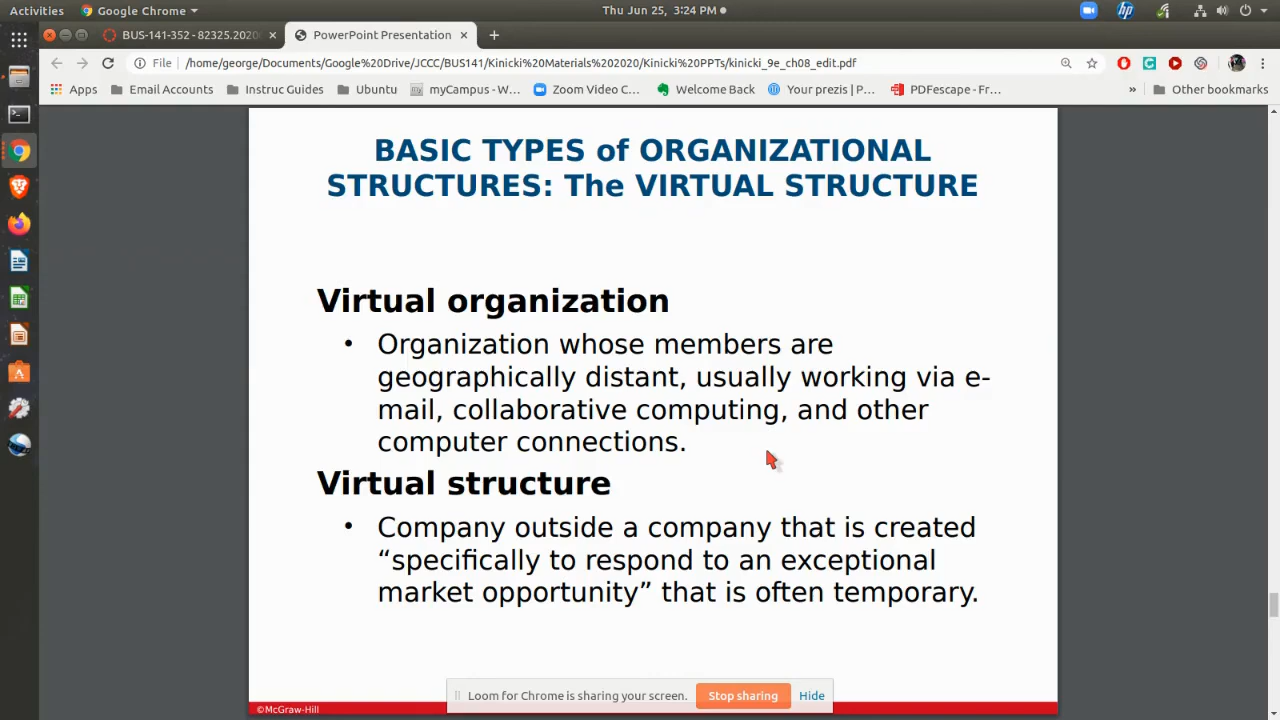 Activities
Google Chrome
Thu Jun 25, 3:24 PM
BUS-141-352 - 82325.2020
PowerPoint Presentation
File
/home/george/Documents/Google%20Drive/JCCC/BUS141/Kinicki%20Materials%202020/Kinicki%20PPTs/kinicki_9e_ch08_edit.pdf
Apps
Email Accounts
Instruc Guides
Ubuntu
myCampus - W...
Zoom Video C...
Welcome Back
Your prezis | P...
PDFescape - Fr...
»
Other bookmarks
BASIC TYPES of ORGANIZATIONAL
STRUCTURES: The VIRTUAL STRUCTURE
Virtual organization
• Organization whose members are
geographically distant, usually working via e-
mail, collaborative computing, and other
computer connections.
Virtual structure
• Company outside a company that is created
“specifically to respond to an exceptional
market opportunity” that is often temporary.
Loom for Chrome is sharing your screen.
Stop sharing
Hide
©McGraw-Hill